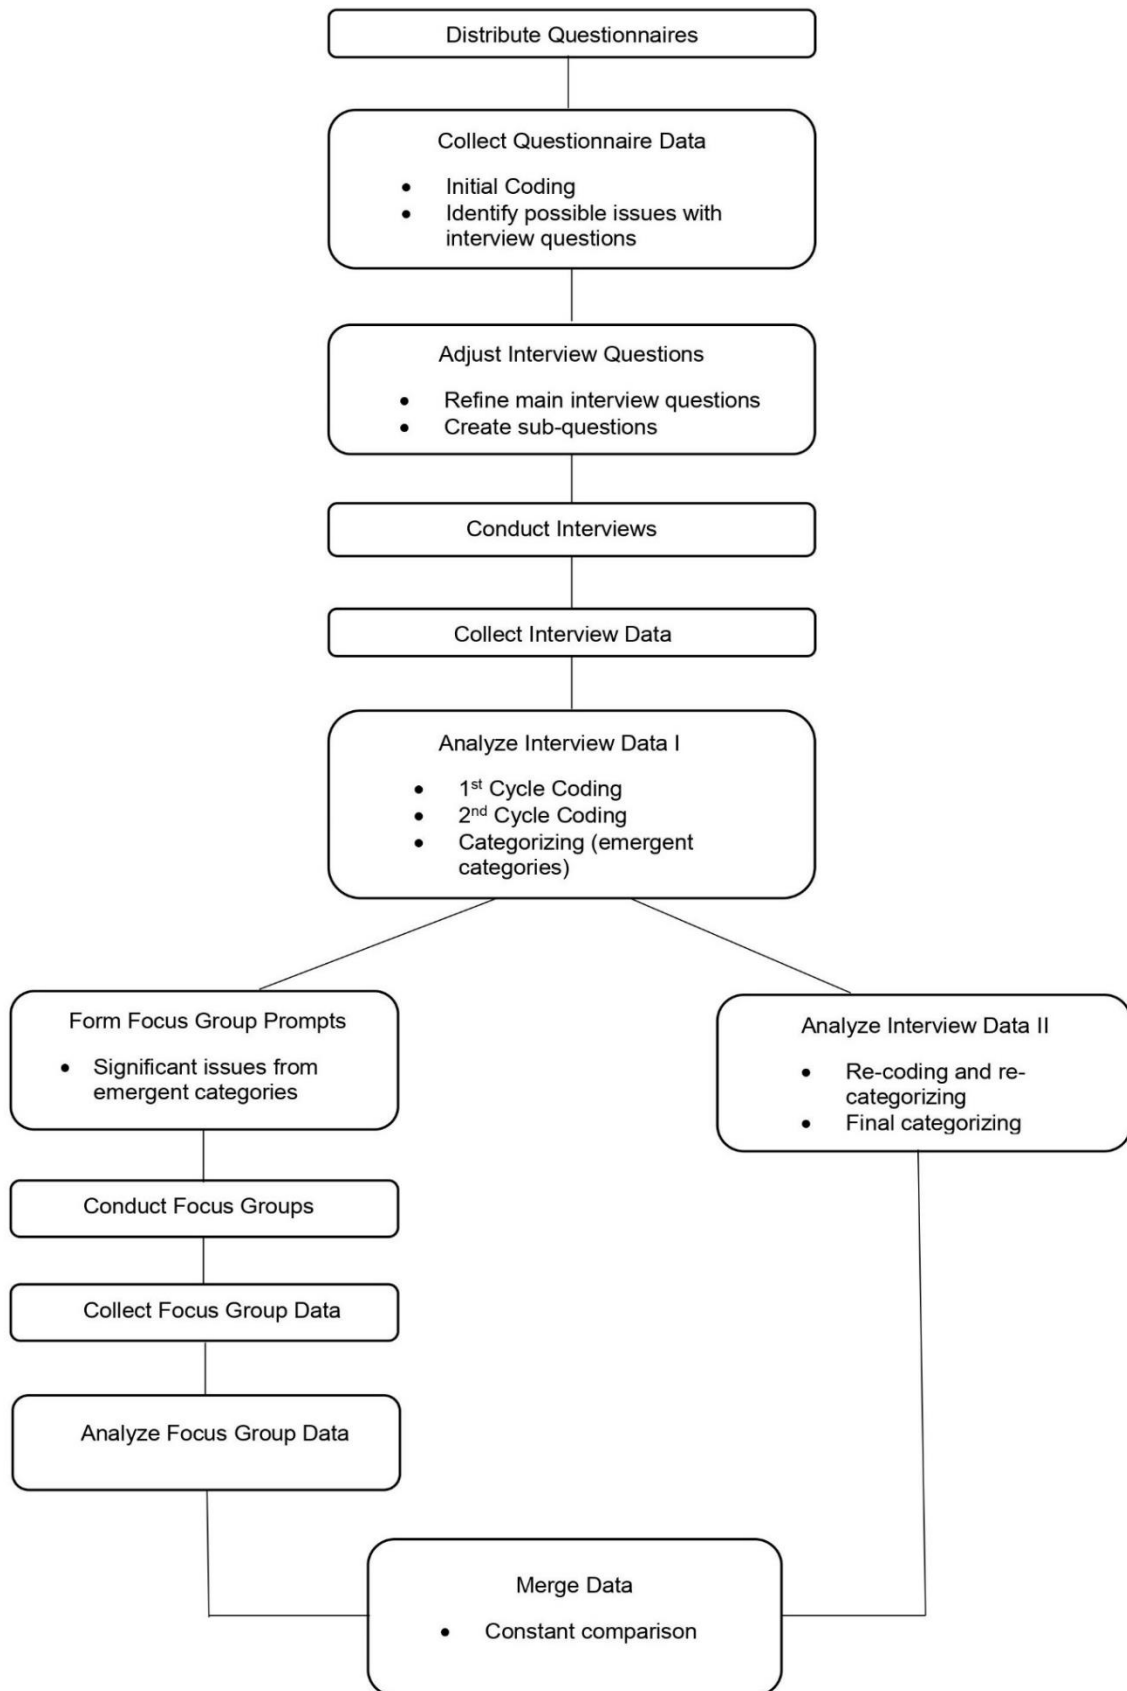 Distribute Questionnaires
Collect Questionnaire Data
• Initial Coding
• Identify possible issues with
interview questions
Adjust Interview Questions
• Refine main interview questions
• Create sub-questions
Conduct Interviews
Collect Interview Data
Analyze Interview Data I
• 1st Cycle Coding
• 2nd Cycle Coding
• Categorizing (emergent
categories)
Form Focus Group Prompts
• Significant issues from
emergent categories
Conduct Focus Groups
Collect Focus Group Data
Analyze Focus Group Data
Analyze Interview Data II
• Re-coding and re-
categorizing
• Final categorizing
Merge Data
• Constant comparison